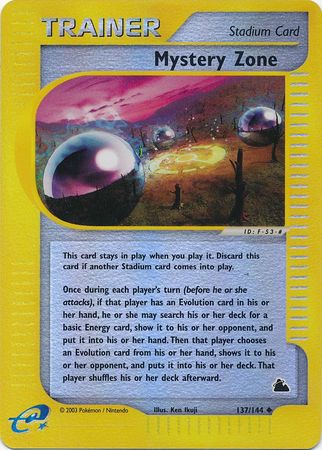 TRAINER
Stadium Card
Mystery Zone
ID: F-53-#
This card stays in play when you play it. Discard this
card if another Stadium card comes into play.
Once during each player's turn (before he or she
attacks), if that player has an Evolution card in his or
her hand, he or she may search his or her deck for a
basic Energy card, show it to his or her opponent, and
put it into his or her hand. Then that player chooses
an Evolution card from his or her hand, shows it to his
or her opponent, and puts it into his or her deck. That
player shuffles his or her deck afterward.
e
© 2003 Pokémon / Nintendo
Illus. Ken Ikuji
137/144 ◆